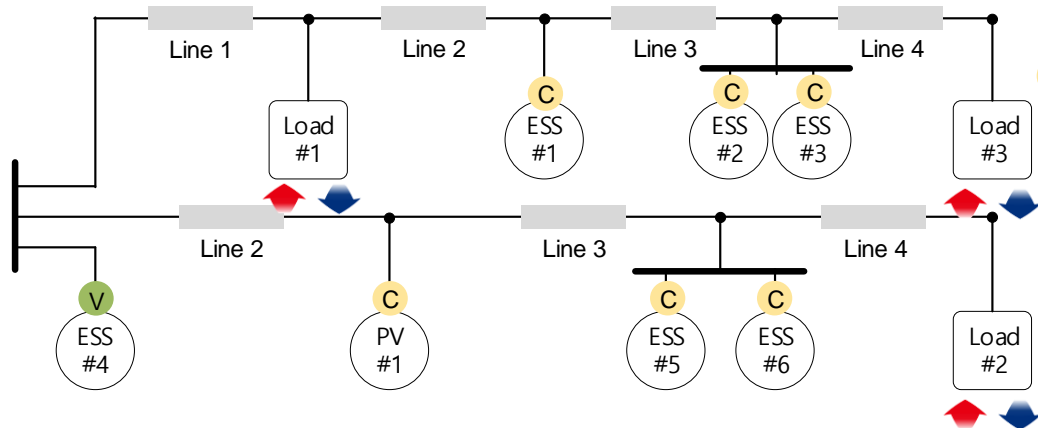 Line 1
Line 2
Line 3
Line 4
C
C
C
Load
#1
ESS
#1
ESS
#2
ESS
#3
Load
#3
Line 2
Line 3
Line 4
V
C
C
C
ESS
#4
PV
#1
ESS
#5
ESS
#6
Load
#2